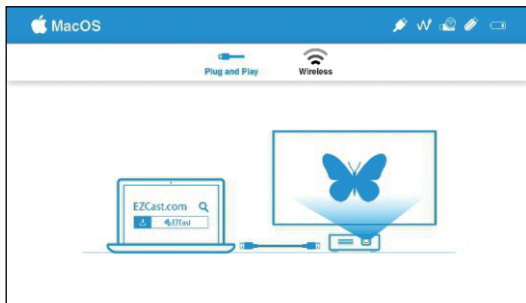 MacOS
Plug and Play
Wireless
EZCast.com
EZCast